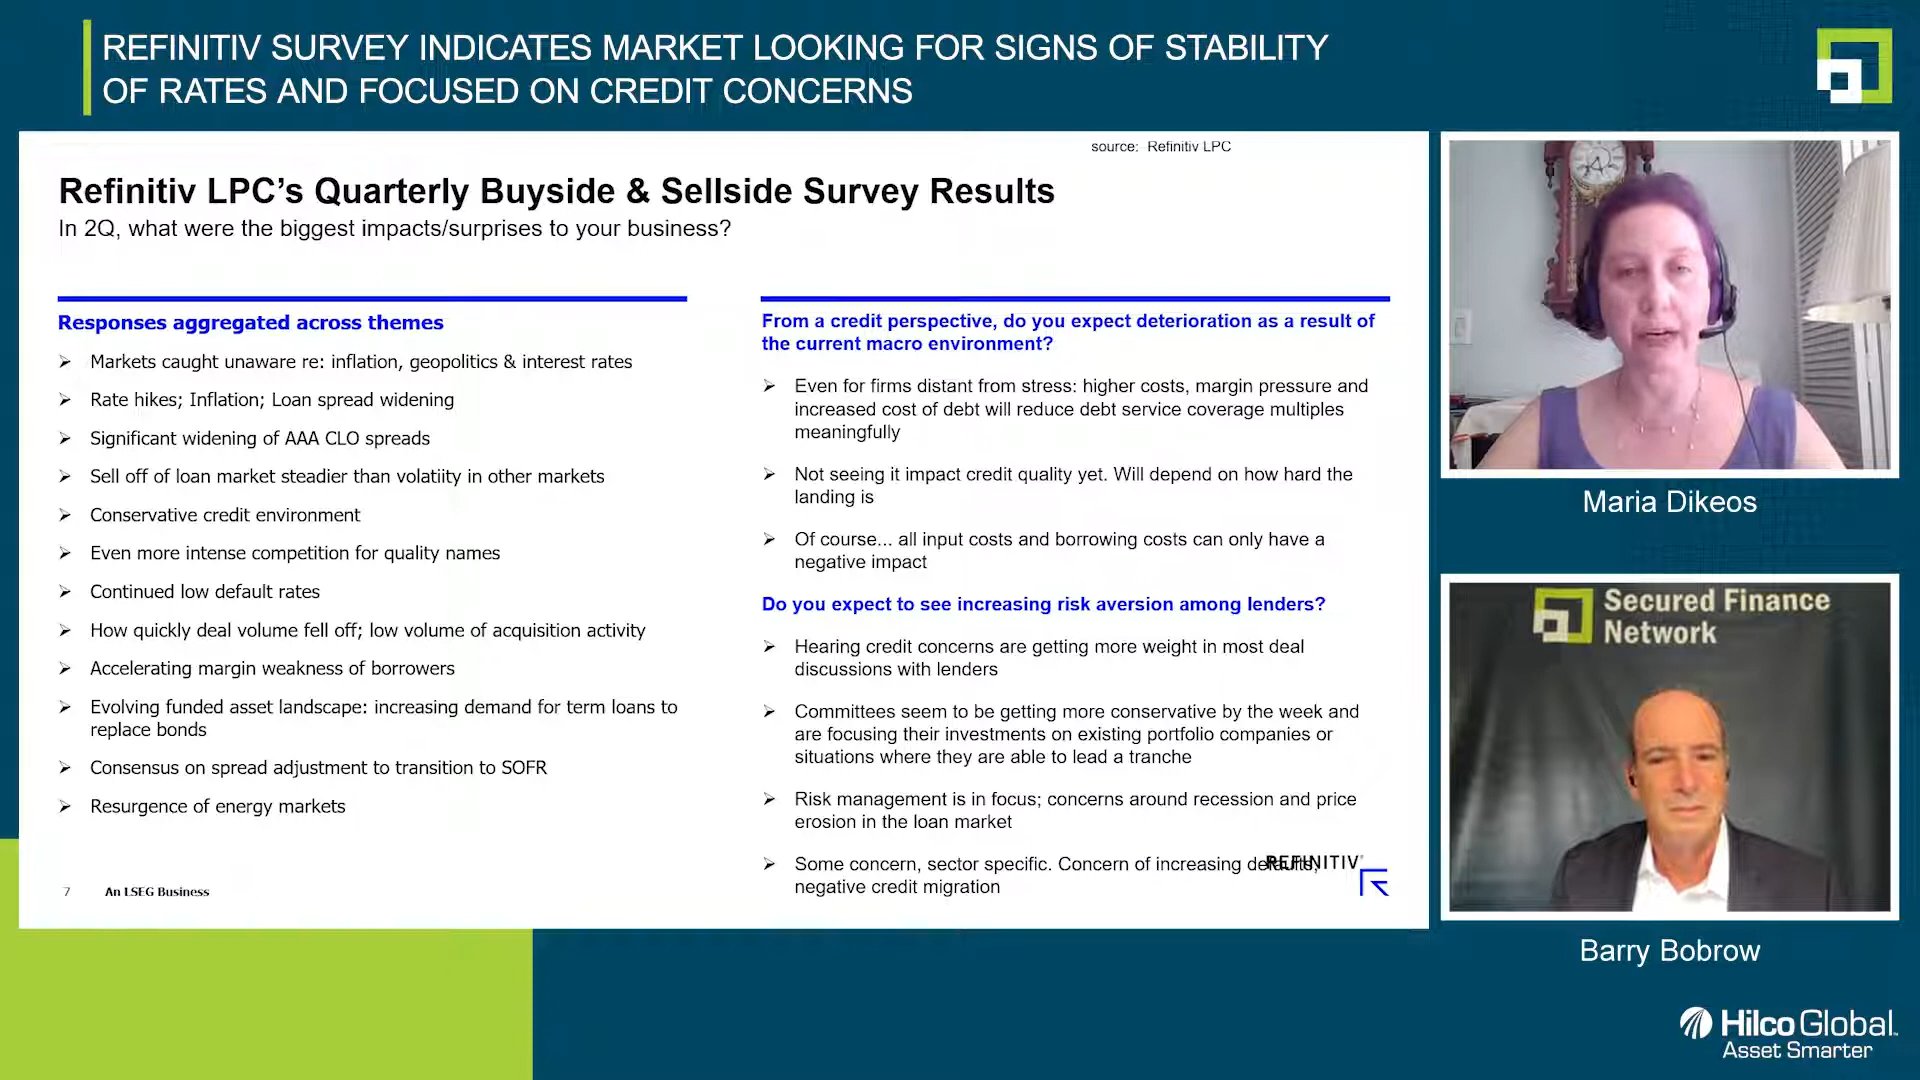 REFINITIV SURVEY INDICATES MARKET LOOKING FOR SIGNS OF STABILITY
OF RATES AND FOCUSED ON CREDIT CONCERNS
source: Refinitiv LPC
Refinitiv LPC's Quarterly Buyside & Sellside Survey Results
In 2Q, what were the biggest impacts/surprises to your business?
Responses aggregated across themes
Markets caught unaware re: inflation, geopolitics & interest rates
Rate hikes; Inflation; Loan spread widening
Significant widening of AAA CLO spreads
Sell off of loan market steadier than volatiity in other markets
Conservative credit environment
Even more intense competition for quality names
Continued low default rates
How quickly deal volume fell off; low volume of acquisition activity
Accelerating margin weakness of borrowers
Evolving funded asset landscape: increasing demand for term loans to
replace bonds
Consensus on spread adjustment to transition to SOFR
Resurgence of energy markets
7 An LSEG Business
From a credit perspective, do you expect deterioration as a result of
the current macro environment?
Even for firms distant from stress: higher costs, margin pressure and
increased cost of debt will reduce debt service coverage multiples
meaningfully
Not seeing it impact credit quality yet. Will depend on how hard the
landing is
Of course... all input costs and borrowing costs can only have a
negative impact
Do you expect to see increasing risk aversion among lenders?
Hearing credit concerns are getting more weight in most deal
discussions with lenders
Committees seem to be getting more conservative by the week and
are focusing their investments on existing portfolio companies or
situations where they are able to lead a tranche
Risk management is in focus; concerns around recession and price
erosion in the loan market
Some concern, sector specific. Concern of increasing defaults,
negative credit migration
REFINITIV
Maria Dikeos
Secured Finance
Network
Barry Bobrow
Hilco Global
Asset Smarter